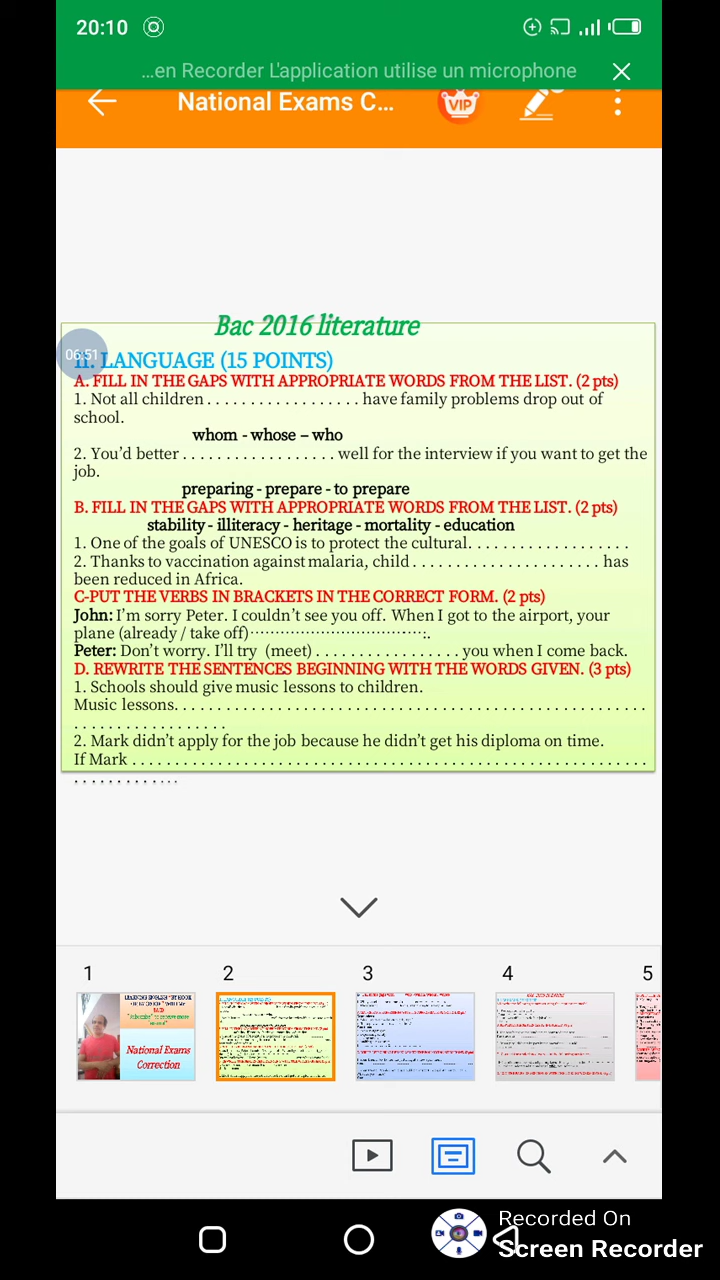 20:10
...en Recorder L'application utilise un microphone
National Exams C...
VIP
Bac 2016 literature
06:51
II. LANGUAGE (15 POINTS)
A. FILL IN THE GAPS WITH APPROPRIATE WORDS FROM THE LIST. (2 pts)
1. Not all children . . . . . . . . . . . . . . . . . . have family problems drop out of
school.
whom - whose – who
2. You'd better . . . . . . . . . . . . . . . . . . well for the interview if you want to get the
job.
preparing - prepare - to prepare
B. FILL IN THE GAPS WITH APPROPRIATE WORDS FROM THE LIST. (2 pts)
stability - illiteracy - heritage - mortality - education
1. One of the goals of UNESCO is to protect the cultural. . . . . . . . . . . . . . . . . . .
2. Thanks to vaccination against malaria, child . . . . . . . . . . . . . . . . . . . . . . has
been reduced in Africa.
C-PUT THE VERBS IN BRACKETS IN THE CORRECT FORM. (2 pts)
John: I'm sorry Peter. I couldn't see you off. When I got to the airport, your
plane (already / take off)..................................:.
Peter: Don't worry. I'll try (meet) . . . . . . . . . . . . . . . . . you when I come back.
D. REWRITE THE SENTENCES BEGINNING WITH THE WORDS GIVEN. (3 pts)
1. Schools should give music lessons to children.
Music lessons. . . . . . . . . . . . . . . . . . . . . . . . . . . . . . . . . . . . . . . . . . . . . . . . . . . . . . .
. . . . . . . . . . . . . . . . . .
2. Mark didn't apply for the job because he didn't get his diploma on time.
If Mark . . . . . . . . . . . . . . . . . . . . . . . . . . . . . . . . . . . . . . . . . . . . . . . . . . . . . . . . . . . .
. . . . . . . . . . . . . .
1 2 3 4 5
National Exams
Correction
Recorded On
Screen Recorder